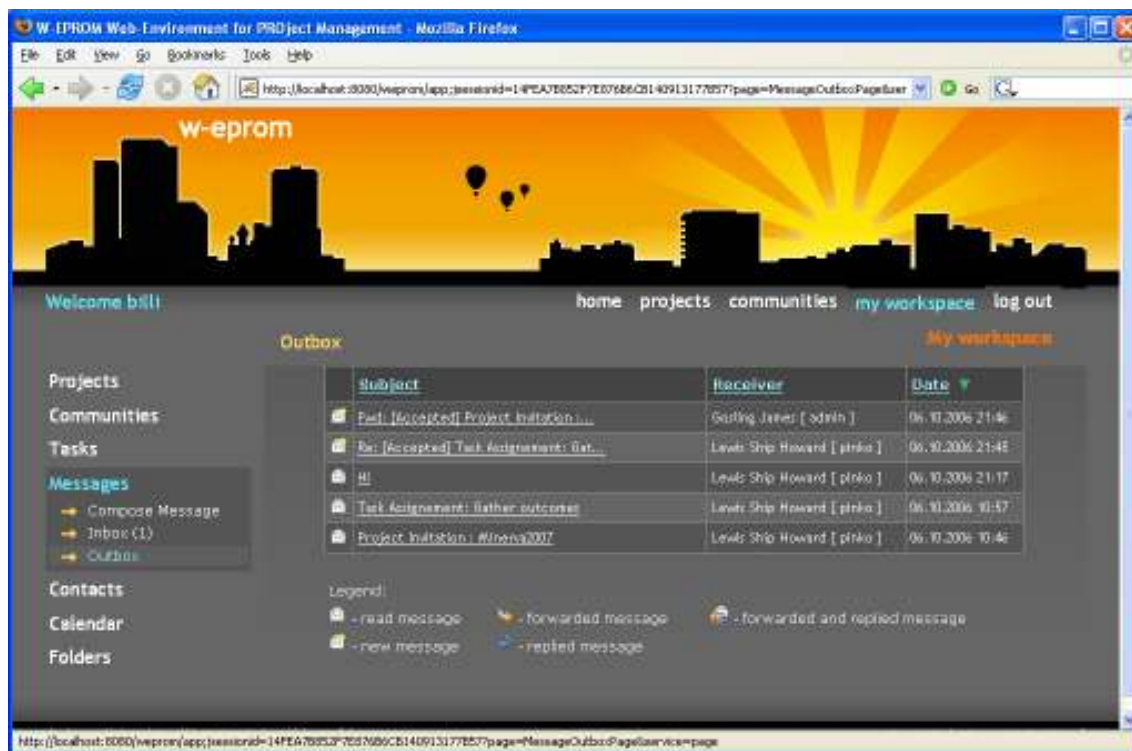 W-EPROM Web-Environment for PROject Management - Mozilla Firefox
File Edit View Go Bookmarks Tools Help
Go
w-eprom
Welcome billi
home projects communities my workspace log out
Outbox
My workspace
Projects
Communities
Tasks
Messages
Compose Message
Inbox (1)
Outbox
Contacts
Calendar
Folders
Subject Receiver Date
Fwd: [Accepted] Project Invitation :... Gosling James [ admin ] 06.10.2006 21:46
Re: [Accepted] Task Assignement: Gat... Lewis Ship Howard [ pinko ] 06.10.2006 21:45
Hi Lewis Ship Howard [ pinko ] 06.10.2006 21:17
Task Assignement: Gather outcomes Lewis Ship Howard [ pinko ] 06.10.2006 10:57
Project Invitation : Minerva2007 Lewis Ship Howard [ pinko ] 06.10.2006 10:46
Legend:
- read message - forwarded message - forwarded and replied message
- new message - replied message